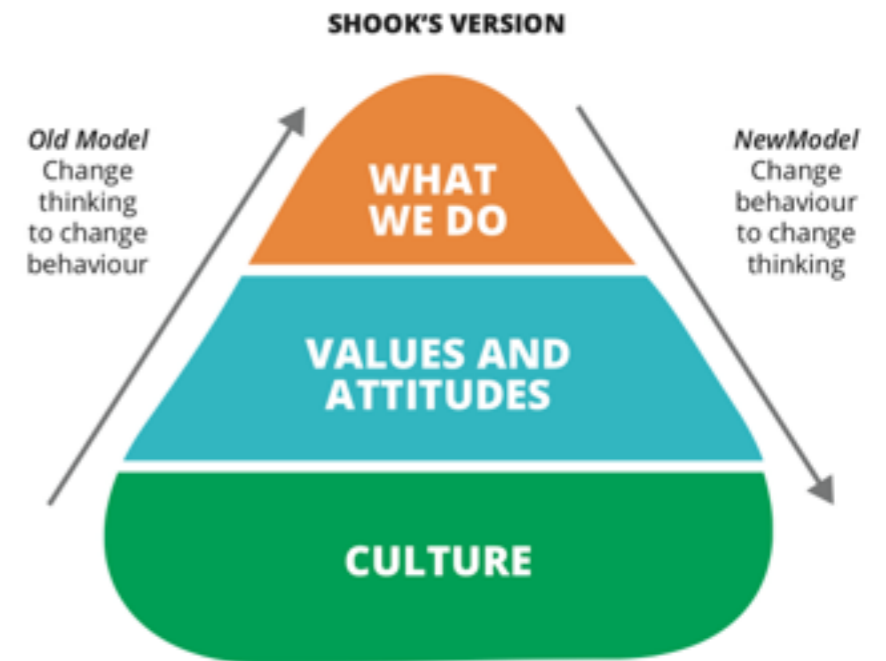 SHOOK'S VERSION
Old Model
Change
thinking
to change
behaviour
NewModel
Change
behaviour
to change
thinking
WHAT
WE DO
VALUES AND
ATTITUDES
CULTURE